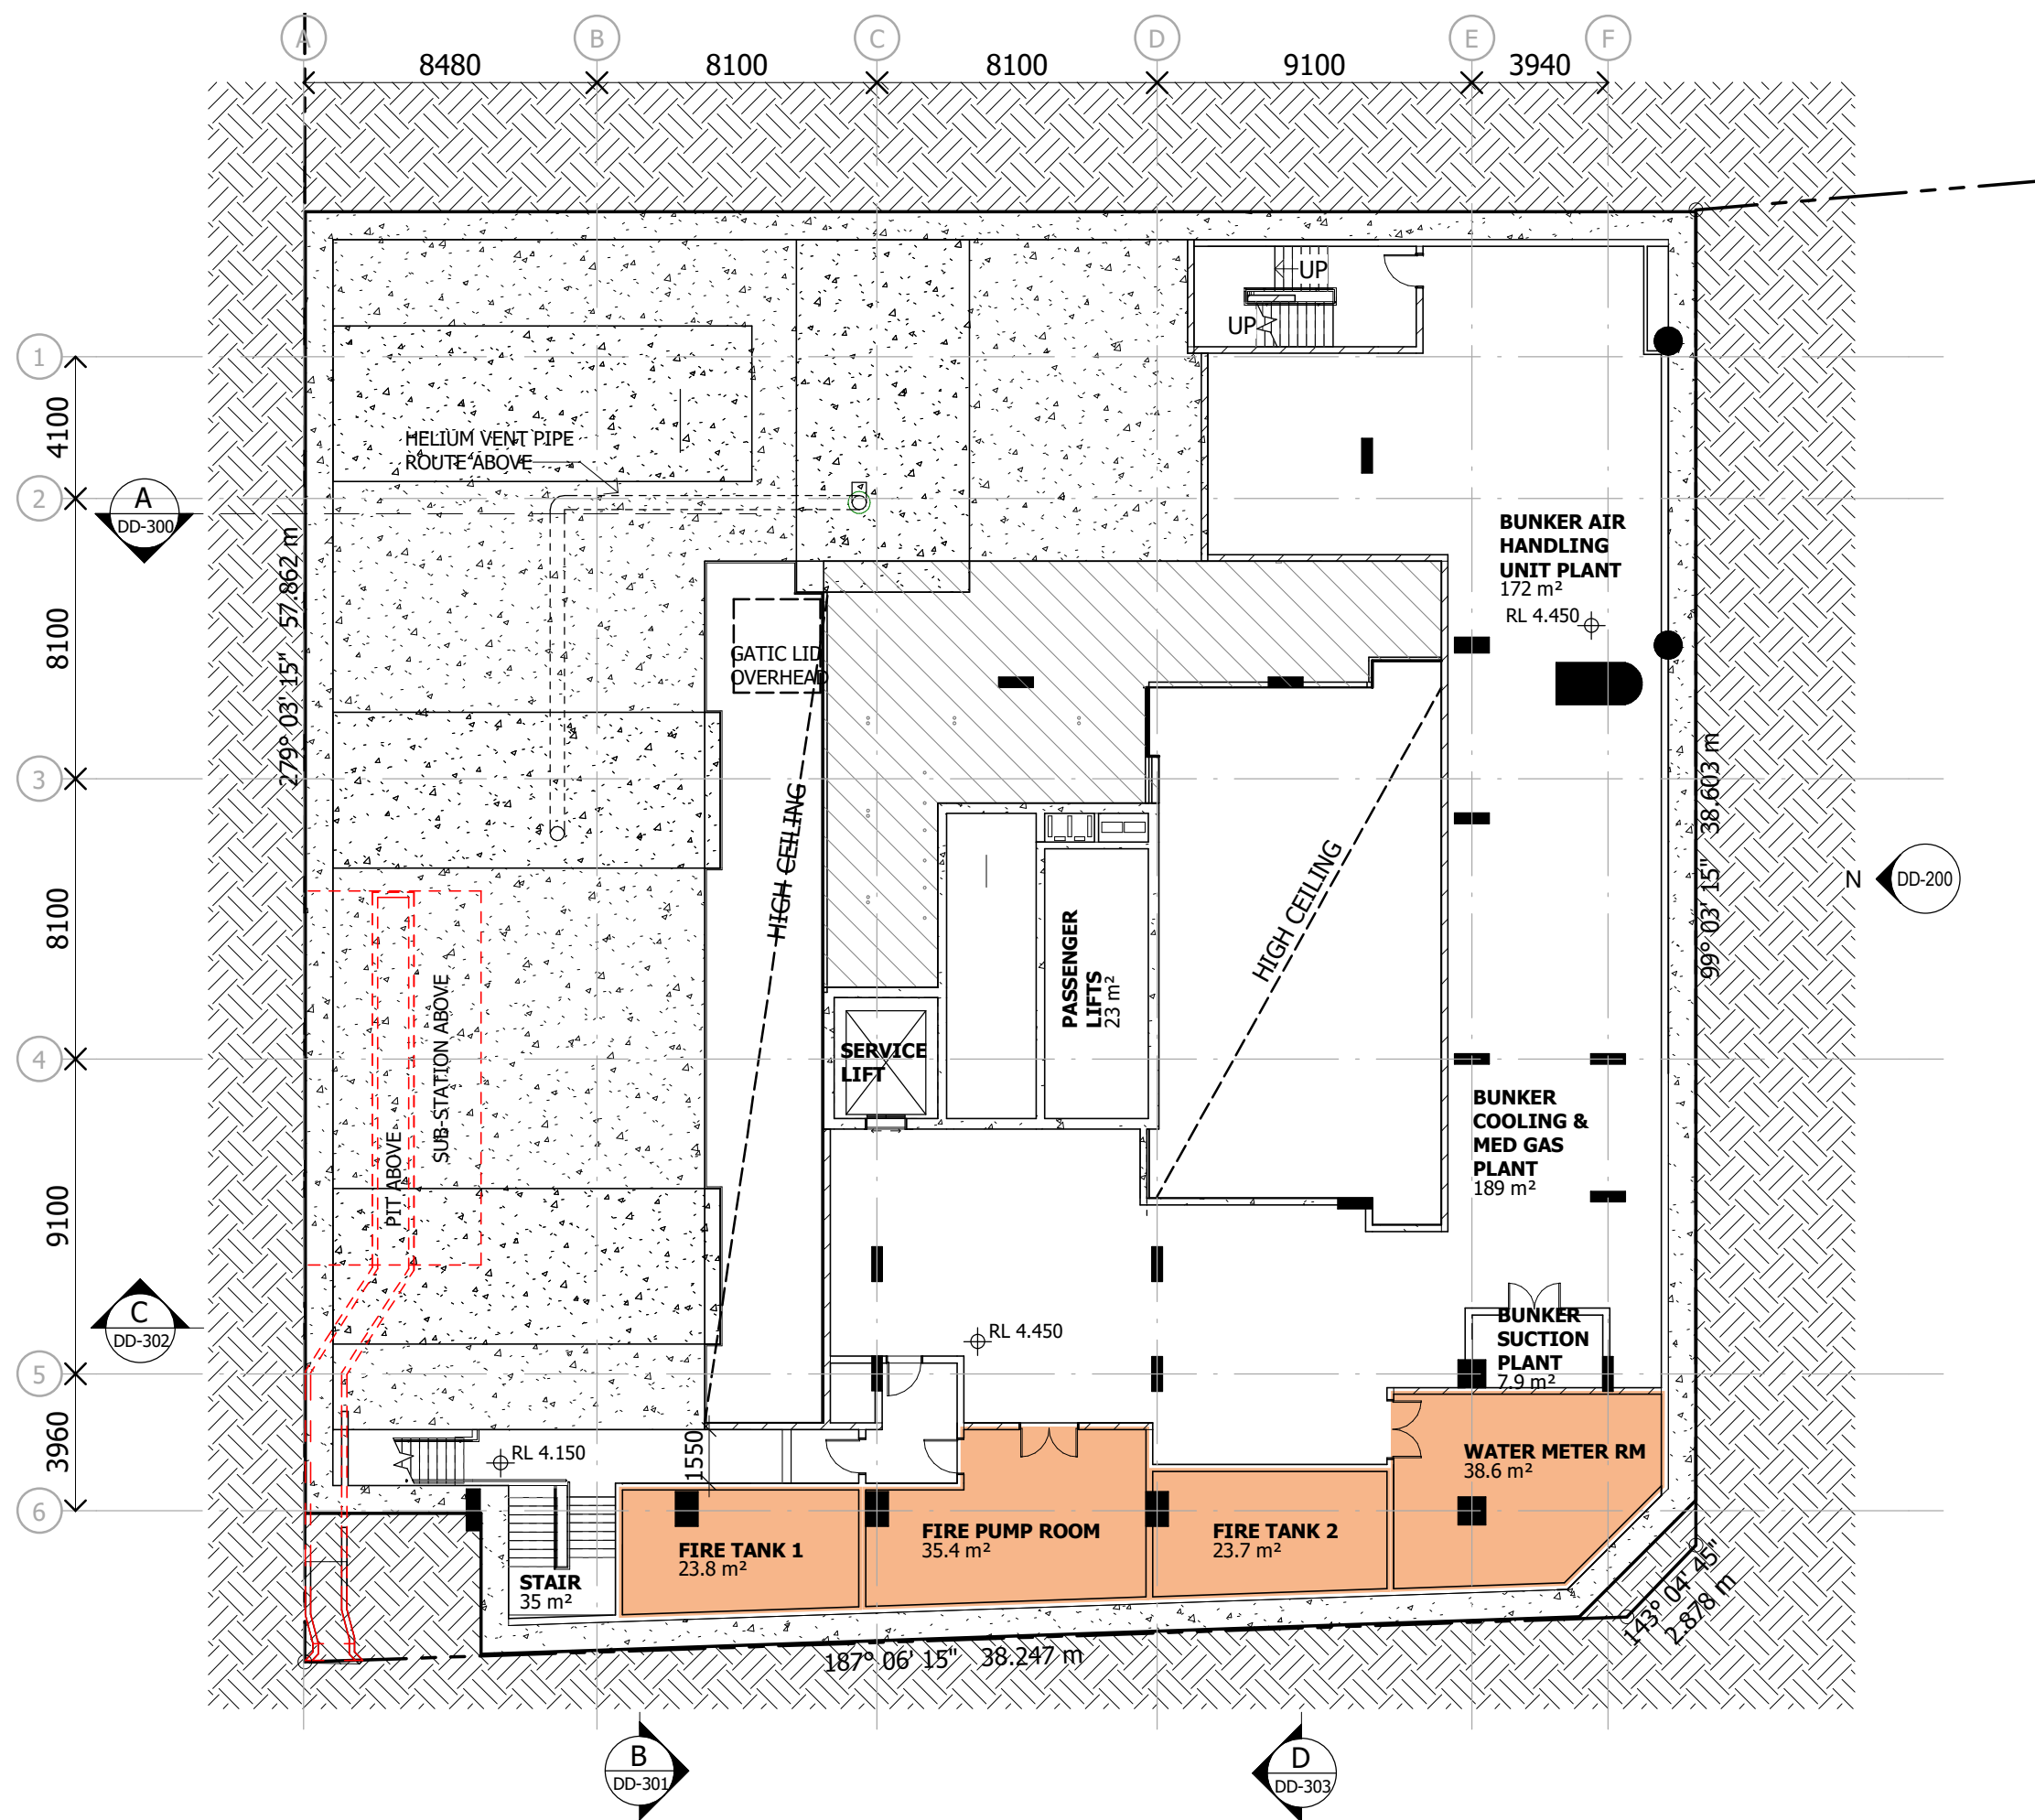 A
B
C
D
E
F
8480
8100
8100
9100
3940
1
2
3
4
5
6
4100
8100
8100
9100
3960
A
DD-300
C
DD-302
279° 03' 15" 57.862 m
HELIUM VENT PIPE
ROUTE ABOVE
UP
UP
BUNKER AIR
HANDLING
UNIT PLANT
172 m²
RL 4.450
GATIC LID
OVERHEAD
HIGH CEILING
HIGH CEILING
99° 03' 15" 38.603 m
N
DD-200
PASSENGER
LIFTS
23 m²
SERVICE
LIFT
SUB-STATION ABOVE
PIT ABOVE
BUNKER
COOLING &
MED GAS
PLANT
189 m²
BUNKER
SUCTION
PLANT
7.9 m²
RL 4.450
RL 4.150
1550
WATER METER RM
38.6 m²
FIRE PUMP ROOM
35.4 m²
FIRE TANK 2
23.7 m²
FIRE TANK 1
23.8 m²
STAIR
35 m²
187° 06' 15" 38.247 m
143° 04' 45"
2.878 m
B
DD-301
D
DD-303